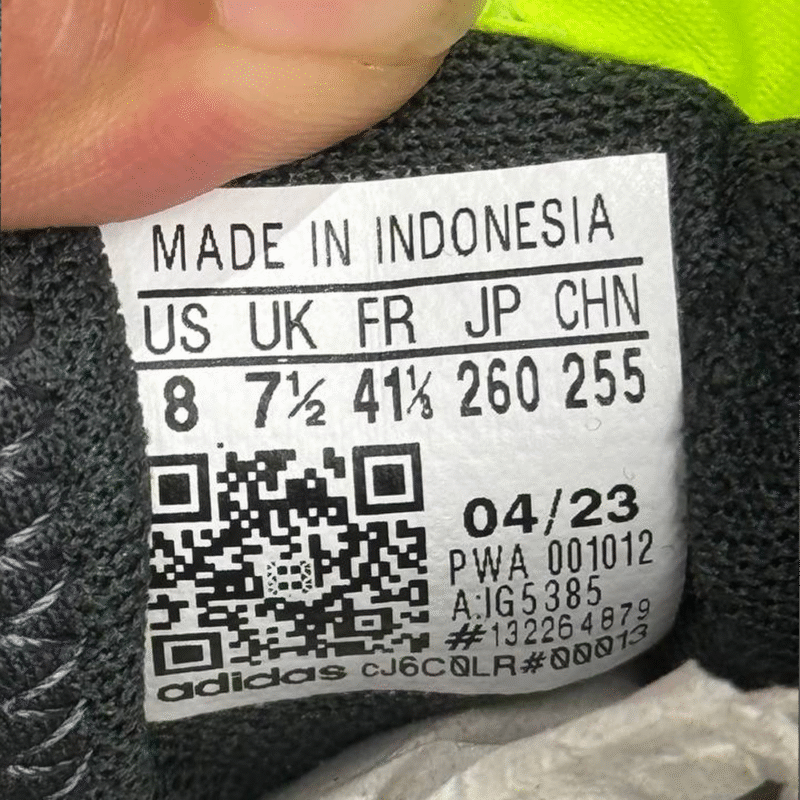 MADE IN INDONESIA
US UK FR JP CHN
8 7½ 41⅓ 260 255
04/23
PWA 001012
A:IG5385
#132264879
adidas CJ6C0LR#00013